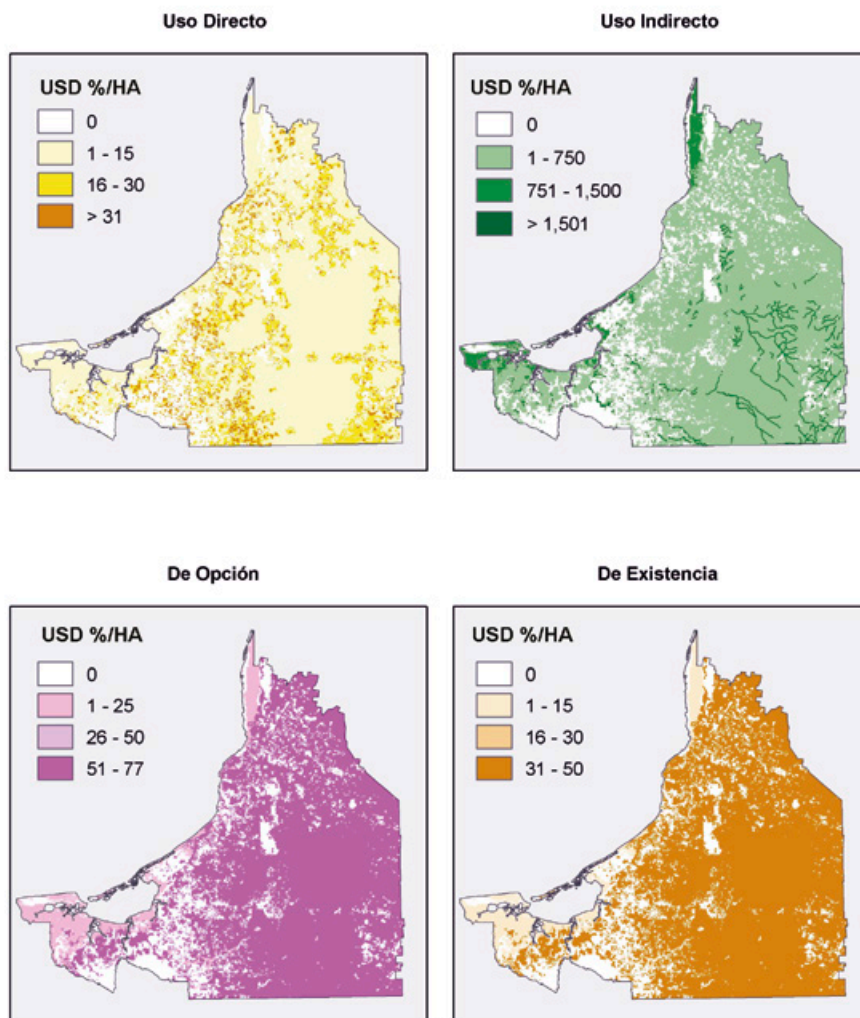 Uso Directo
USD %/HA
0
1 - 15
16 - 30
> 31
Uso Indirecto
USD %/HA
0
1 - 750
751 - 1,500
> 1,501
De Opción
USD %/HA
0
1 - 25
26 - 50
51 - 77
De Existencia
USD %/HA
0
1 - 15
16 - 30
31 - 50